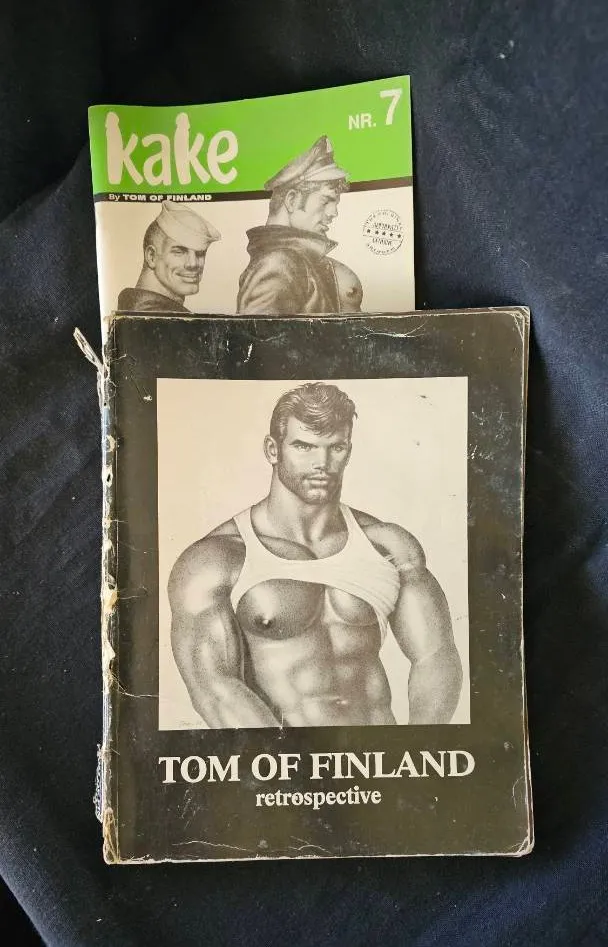 kake
NR. 7
By TOM OF FINLAND
TOM OF FINLAND
retrospective